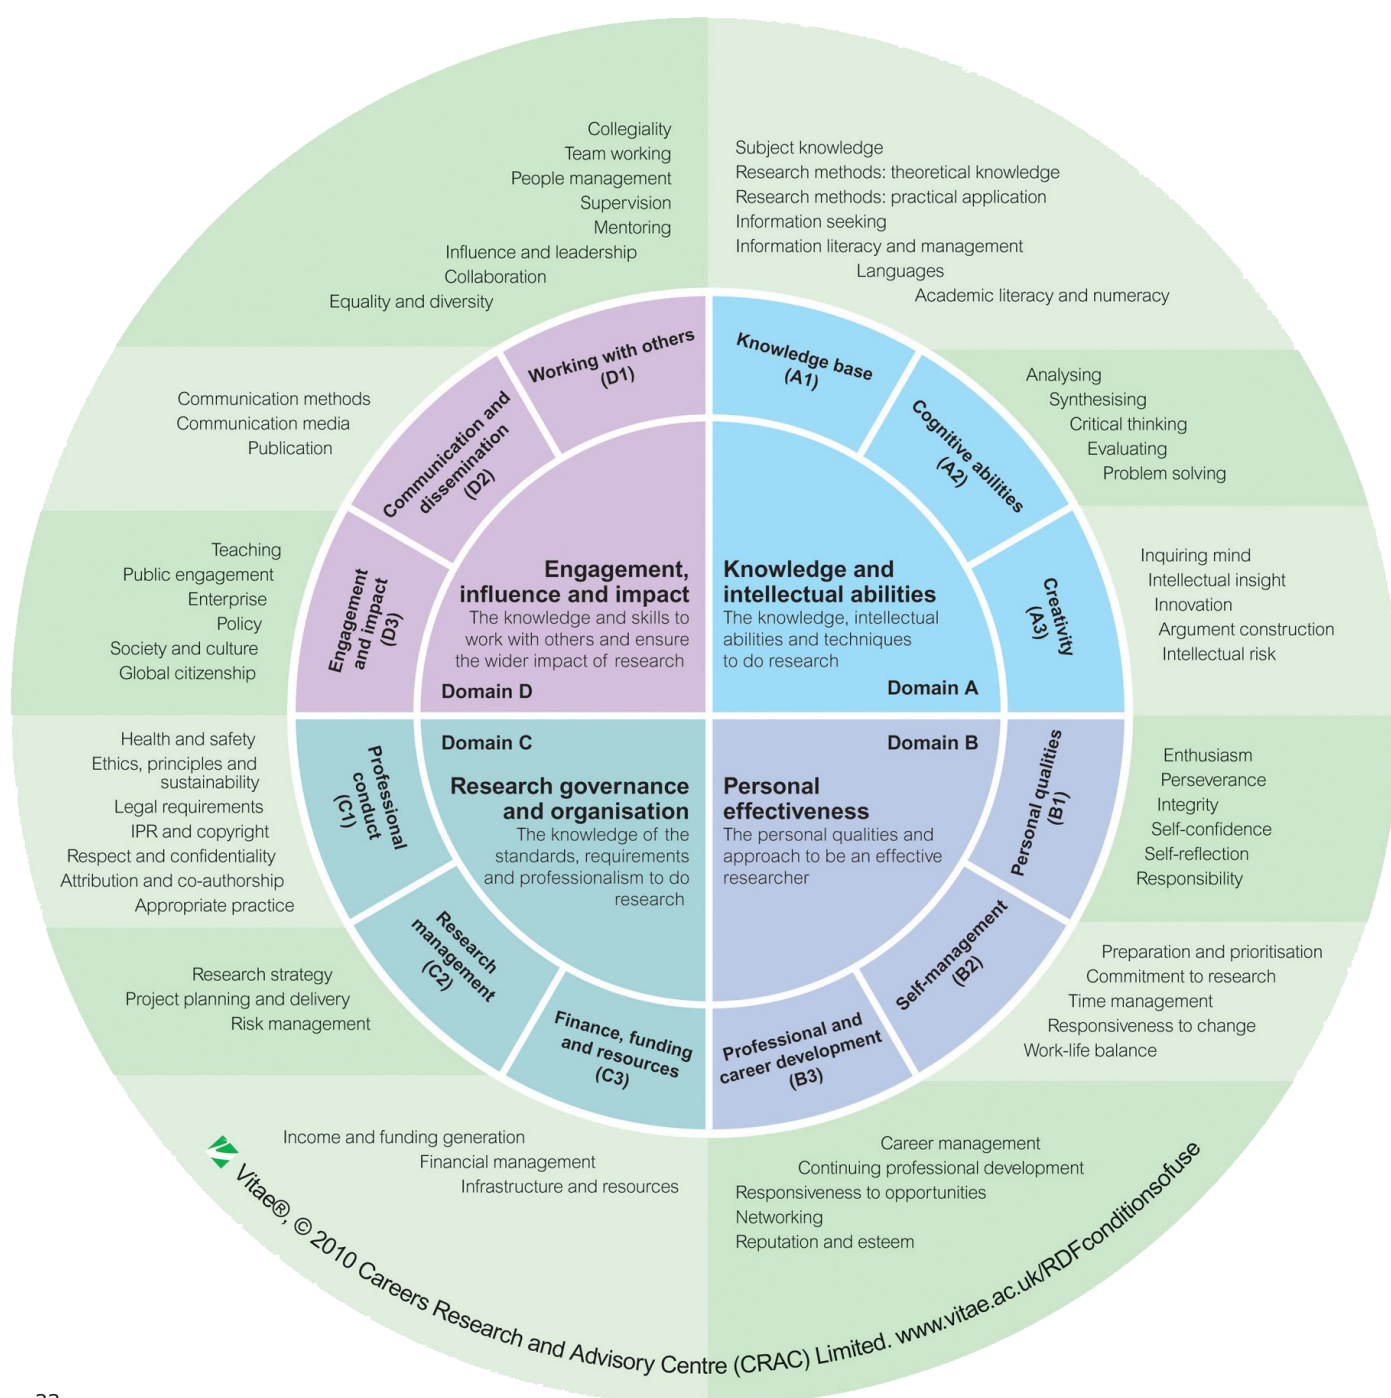 Collegiality
Team working
People management
Supervision
Mentoring
Influence and leadership
Collaboration
Equality and diversity
Subject knowledge
Research methods: theoretical knowledge
Research methods: practical application
Information seeking
Information literacy and management
Languages
Academic literacy and numeracy
Communication methods
Communication media
Publication
Analysing
Synthesising
Critical thinking
Evaluating
Problem solving
Teaching
Public engagement
Enterprise
Policy
Society and culture
Global citizenship
Inquiring mind
Intellectual insight
Innovation
Argument construction
Intellectual risk
Working with others
(D1)
Knowledge base
(A1)
Communication and
dissemination
(D2)
Cognitive abilities
(A2)
Engagement
and impact
(D3)
Creativity
(A3)
Engagement,
influence and impact
The knowledge and skills to
work with others and ensure
the wider impact of research
Domain D
Knowledge and
intellectual abilities
The knowledge, intellectual
abilities and techniques
to do research
Domain A
Domain C
Research governance
and organisation
The knowledge of the
standards, requirements
and professionalism to do
research
Domain B
Personal
effectiveness
The personal qualities and
approach to be an effective
researcher
Professional
conduct
(C1)
Personal qualities
(B1)
Research
management
(C2)
Self-management
(B2)
Finance, funding
and resources
(C3)
Professional and
career development
(B3)
Health and safety
Ethics, principles and
sustainability
Legal requirements
IPR and copyright
Respect and confidentiality
Attribution and co-authorship
Appropriate practice
Enthusiasm
Perseverance
Integrity
Self-confidence
Self-reflection
Responsibility
Research strategy
Project planning and delivery
Risk management
Preparation and prioritisation
Commitment to research
Time management
Responsiveness to change
Work-life balance
Income and funding generation
Financial management
Infrastructure and resources
Career management
Continuing professional development
Responsiveness to opportunities
Networking
Reputation and esteem
Vitae®, © 2010 Careers Research and Advisory Centre (CRAC) Limited. www.vitae.ac.uk/RDFconditionsofuse